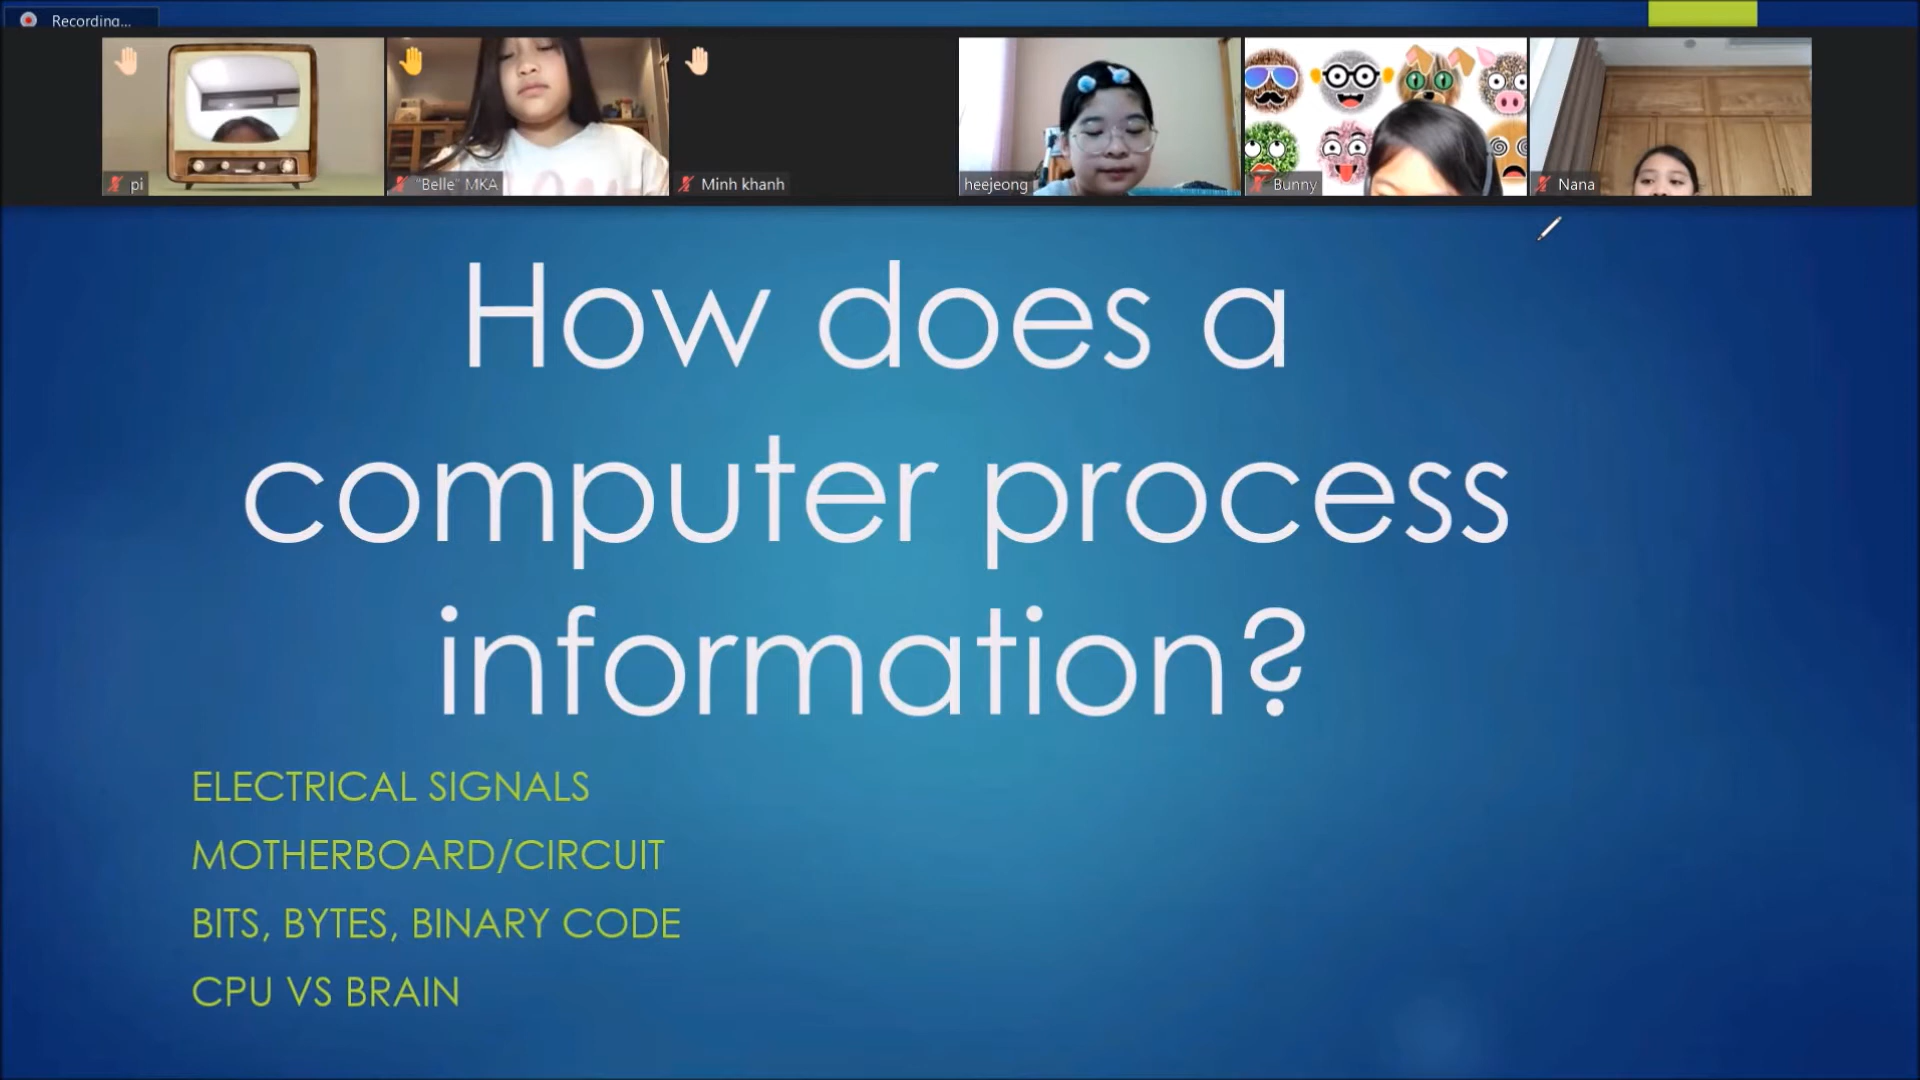 Recording...
pi
"Belle" MKA
Minh khanh
heejeong
Bunny
Nana
How does a
computer process
information?
ELECTRICAL SIGNALS
MOTHERBOARD/CIRCUIT
BITS, BYTES, BINARY CODE
CPU VS BRAIN